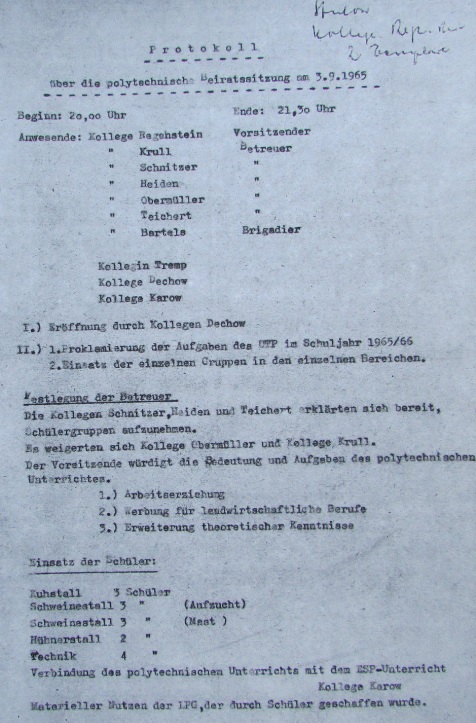 Kollege
2
Protokoll
über die polytechnische Beiratssitzung am 3.9.1965
Beginn: 20,00 Uhr Ende: 21,30 Uhr
Anwesende: Kollege Regehstein Vorsitzender
" Krull Betreuer
" Schnitzer "
" Heiden "
" Obermüller "
" Teichert "
" Bartels Brigadier
Kollegin Tremp
Kollege Dechow
Kollege Karow
I.) Eröffnung durch Kollegen Dechow
II.) 1.Proklamierung der Aufgaben des UTP im Schuljahr 1965/66
2.Einsatz der einzelnen Gruppen in den einzelnen Bereichen.
Festlegung der Betreuer
Die Kollegen Schnitzer,Heiden und Teichert erklärten sich bereit,
Schülergruppen aufzunehmen.
Es weigerten sich Kollege Obermüller und Kollege Krull.
Der Vorsitzende würdigt die Bedeutung und Aufgaben des polytechnischen
Unterrichtes.
1.) Arbeitserziehung
2.) Werbung für landwirtschaftliche Berufe
3.) Erweiterung theoretischer Kenntnisse
Einsatz der Schüler:
Kuhstall 3 Schüler
Schweinestall 3 " (Aufzucht)
Schweinestall 3 " (Mast )
Hühnerstall 2 "
Technik 4 "
Verbindung des polytechnischen Unterrichts mit dem ESP-Unterricht
Kollege Karow
Materieller Nutzen der LPG,der durch Schüler geschaffen wurde.